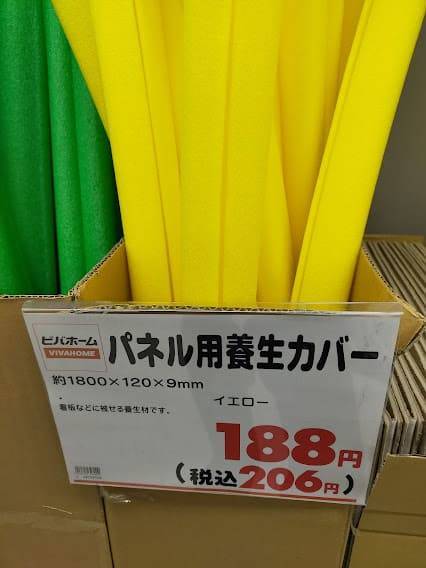 ビバホーム
VIVAHOME
パネル用養生カバー
約1800×120×9mm
イエロー
看板などに被せる養生材です。
188円
(税込206円)